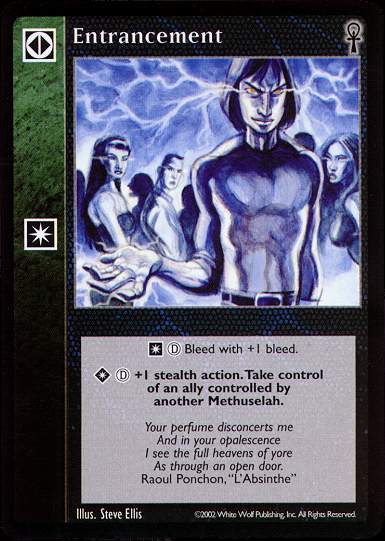 Entrancement
D Bleed with +1 bleed.
D +1 stealth action. Take control
of an ally controlled by
another Methuselah.
Your perfume disconcerts me
And in your opalescence
I see the full heavens of yore
As through an open door.
Raoul Ponchon, "L'Absinthe"
Illus. Steve Ellis
©2002 White Wolf Publishing, Inc. All Rights Reserved.